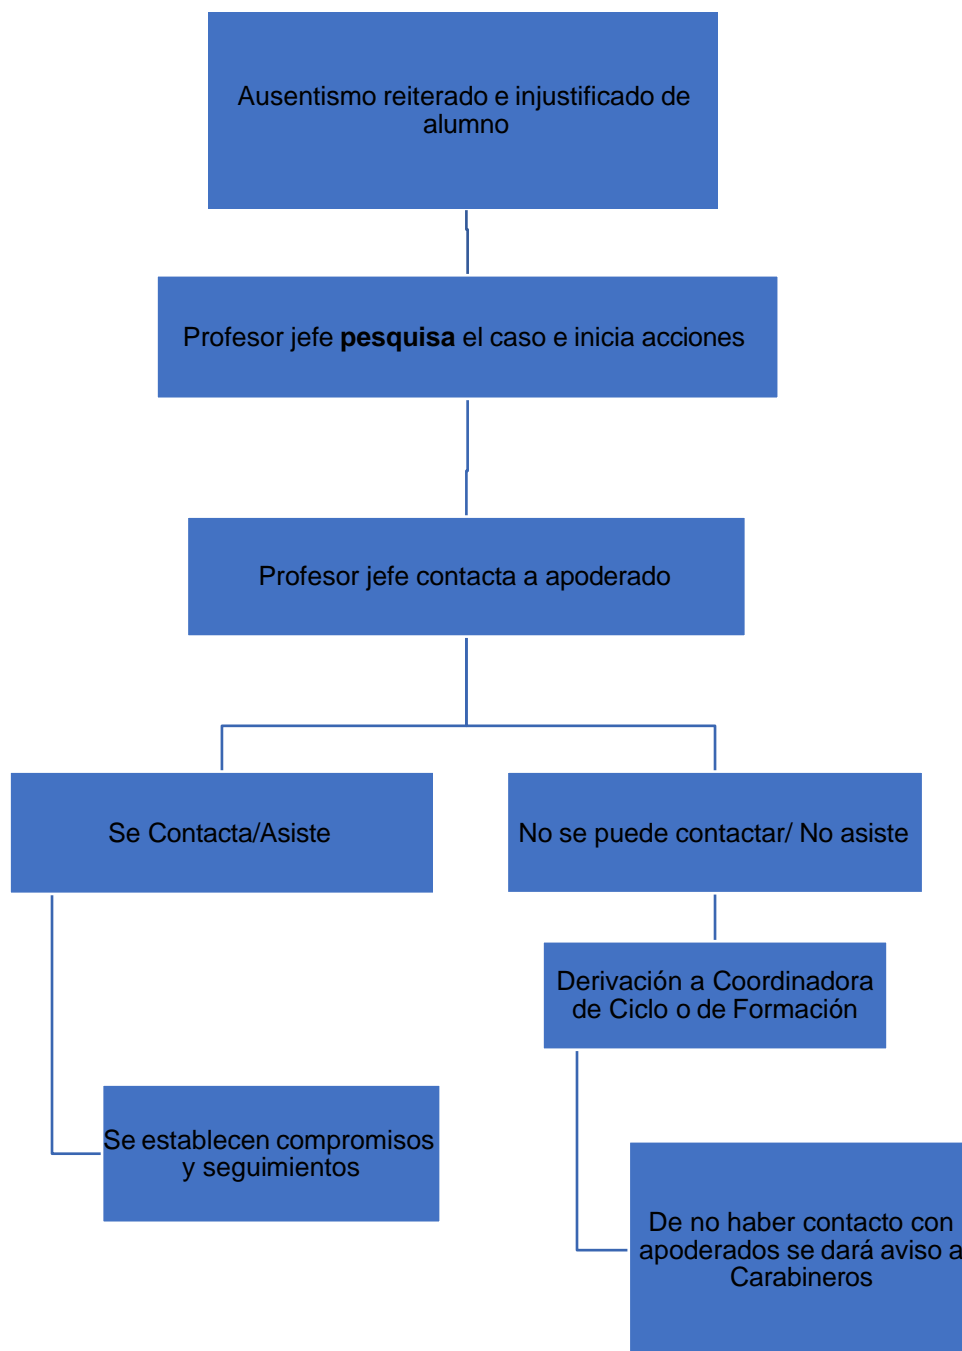 Ausentismo reiterado e injustificado de
alumno
Profesor jefe pesquisa el caso e inicia acciones
Profesor jefe contacta a apoderado
Se Contacta/Asiste
No se puede contactar/ No asiste
Derivación a Coordinadora
de Ciclo o de Formación
Se establecen compromisos
y seguimientos
De no haber contacto con
apoderados se dará aviso a
Carabineros